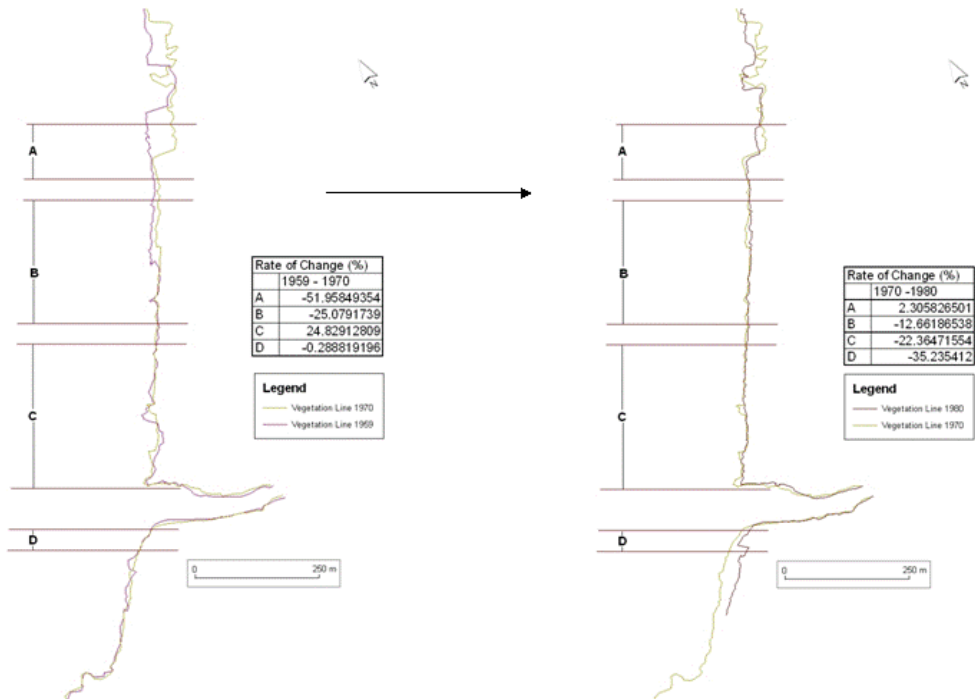 N
A
B
C
D
Rate of Change (%)
1959 - 1970
A -51.95849354
B -25.0791739
C 24.82912809
D -0.288819196
Legend
Vegetation Line 1970
Vegetation Line 1959
0 250 m
N
A
B
C
D
Rate of Change (%)
1970 -1980
A 2.305826501
B -12.66186538
C -22.36471554
D -35.235412
Legend
Vegetation Line 1980
Vegetation Line 1970
0 250 m